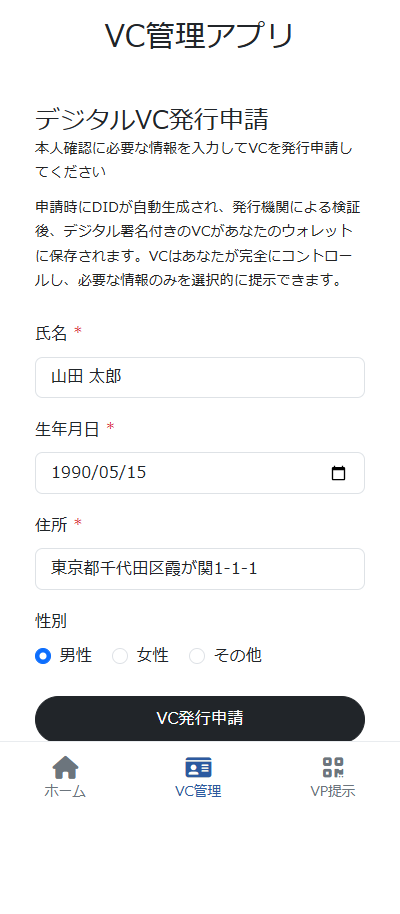 VC管理アプリ
デジタルVC発行申請
本人確認に必要な情報を入力してVCを発行申請し
てください
申請時にDIDが自動生成され、発行機関による検証
後、デジタル署名付きのVCがあなたのウォレット
に保存されます。VCはあなたが完全にコントロー
ルし、必要な情報のみを選択的に提示できます。
氏名 *
山田 太郎
生年月日 *
1990/05/15
住所 *
東京都千代田区霞が関1-1-1
性別
男性 女性 その他
VC発行申請
ホーム VC管理 VP提示